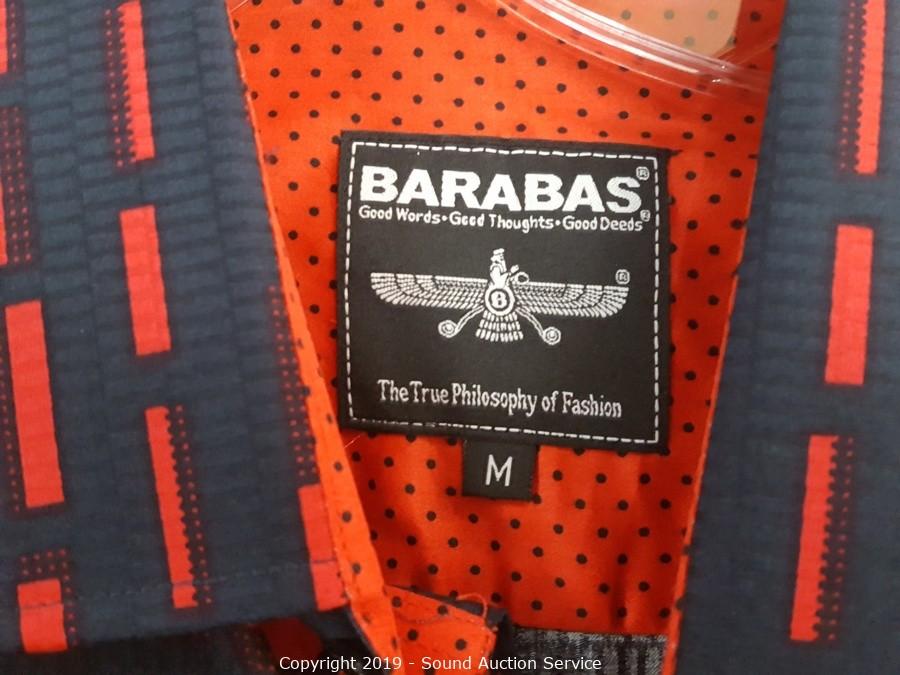 BARABAS®
Good Words•Good Thoughts•Good Deeds®
®
B
The True Philosophy of Fashion
M
Copyright 2019 - Sound Auction Service